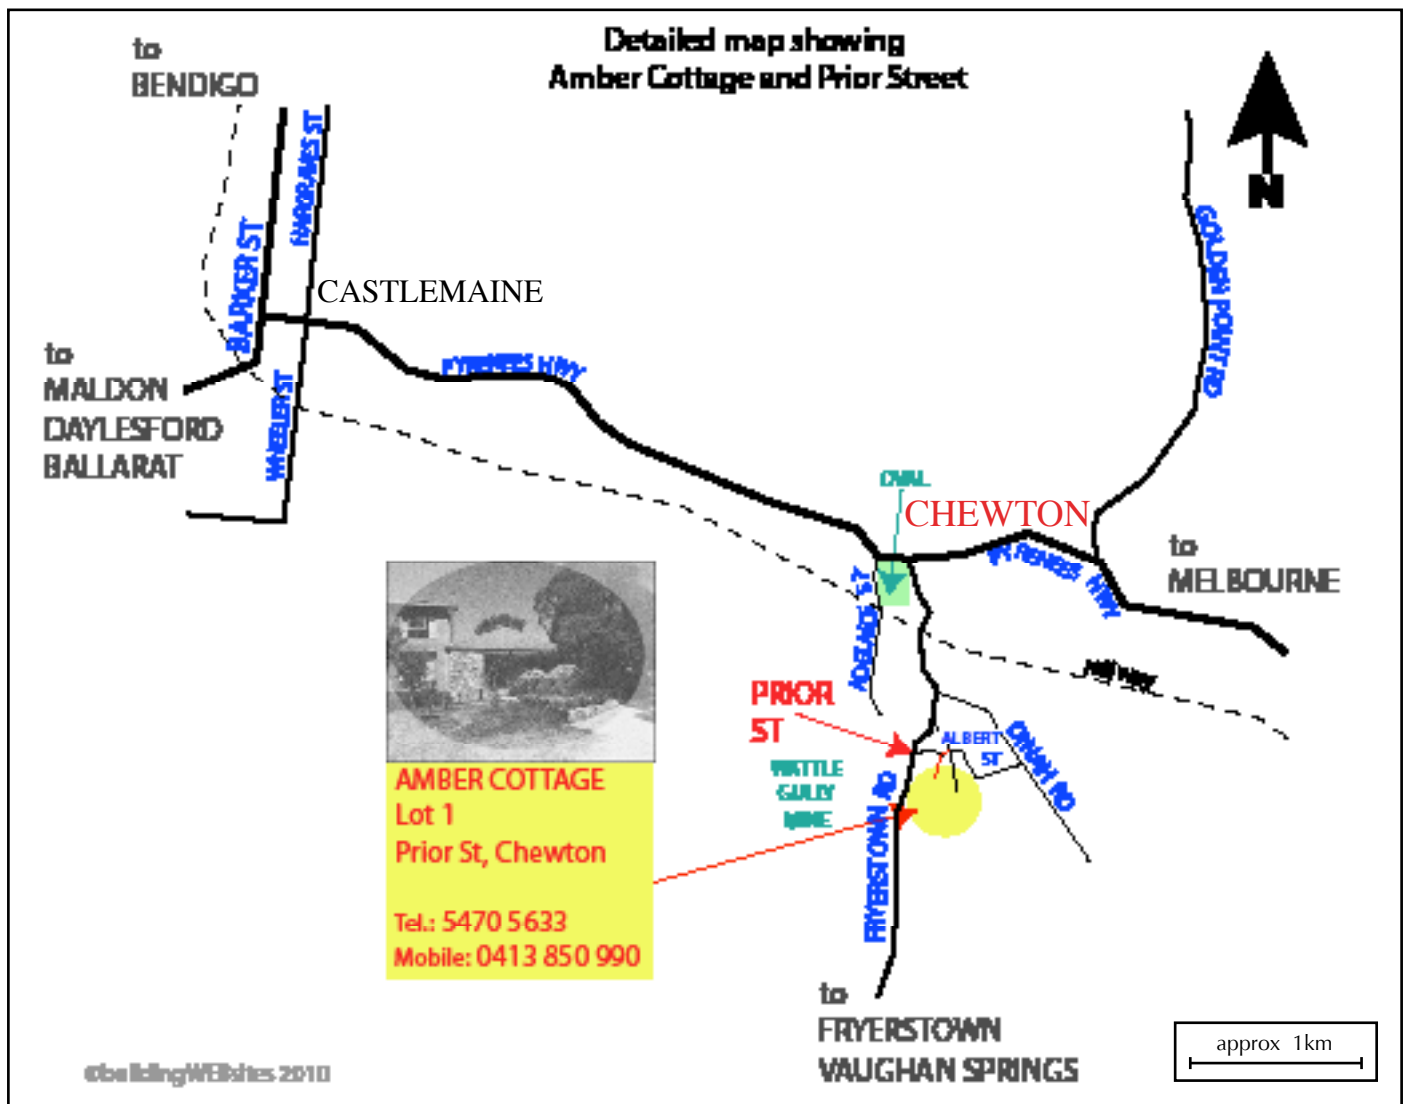 Detailed map showing
Amber Cottage and Prior Street
to
BENDIGO
N
HARGRAVES ST
BARKER ST
GOLDEN POINT RD
CASTLEMAINE
to
MALDON
DAYLESFORD
BALLARAT
WHEELER ST
PYRENEES HWY
OVAL
CHEWTON
PYRENEES HWY
to
MELBOURNE
ADELAIDE ST
PRIOR
ST
ALBERT
ST
WATTLE
GULLY
MINE
FRYERSTOWN RD
AMBER COTTAGE
Lot 1
Prior St, Chewton
Tel.: 5470 5633
Mobile: 0413 850 990
to
FRYERSTOWN
VAUGHAN SPRINGS
approx 1km
©buildingWEBsites 2010